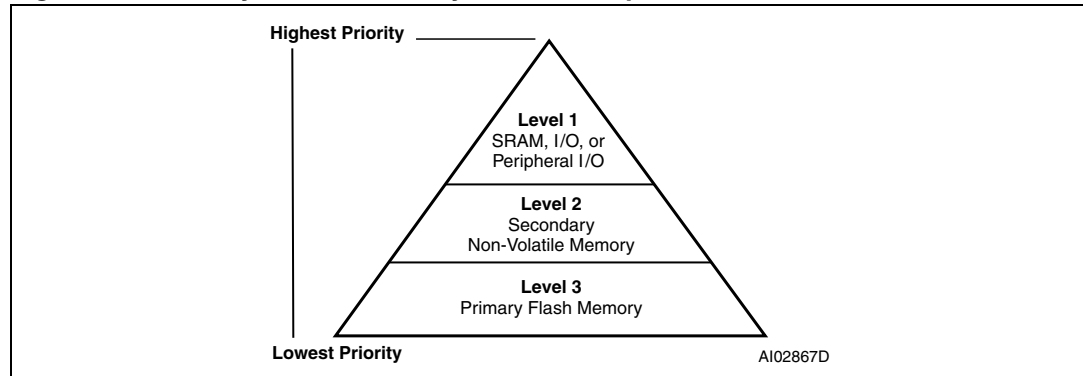 Highest Priority
Level 1
SRAM, I/O, or
Peripheral I/O
Level 2
Secondary
Non-Volatile Memory
Level 3
Primary Flash Memory
Lowest Priority
AI02867D